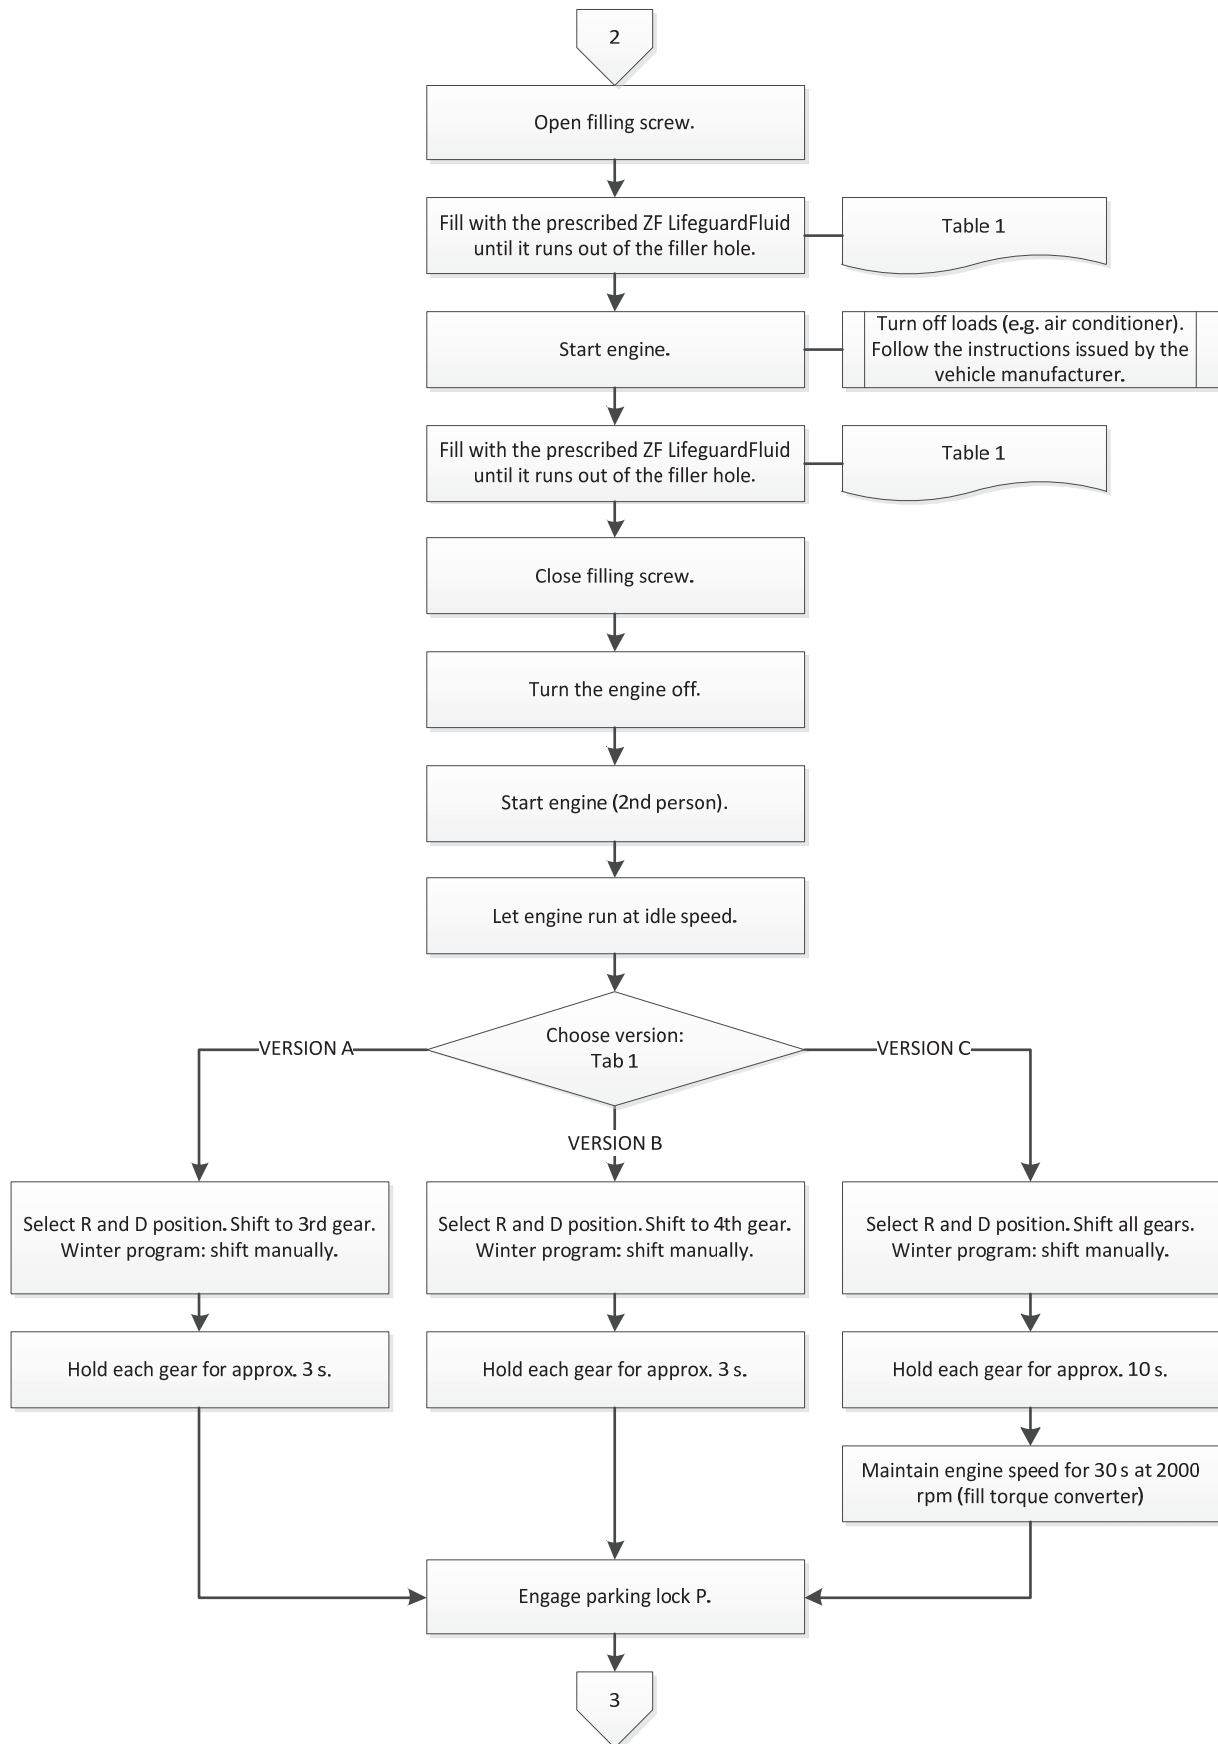 2
Open filling screw.
Fill with the prescribed ZF LifeguardFluid
until it runs out of the filler hole.
Table 1
Start engine.
Turn off loads (e.g. air conditioner).
Follow the instructions issued by the
vehicle manufacturer.
Fill with the prescribed ZF LifeguardFluid
until it runs out of the filler hole.
Table 1
Close filling screw.
Turn the engine off.
Start engine (2nd person).
Let engine run at idle speed.
Choose version:
Tab 1
VERSION A
VERSION B
VERSION C
Select R and D position. Shift to 3rd gear.
Winter program: shift manually.
Select R and D position. Shift to 4th gear.
Winter program: shift manually.
Select R and D position. Shift all gears.
Winter program: shift manually.
Hold each gear for approx. 3 s.
Hold each gear for approx. 3 s.
Hold each gear for approx. 10 s.
Maintain engine speed for 30 s at 2000
rpm (fill torque converter)
Engage parking lock P.
3